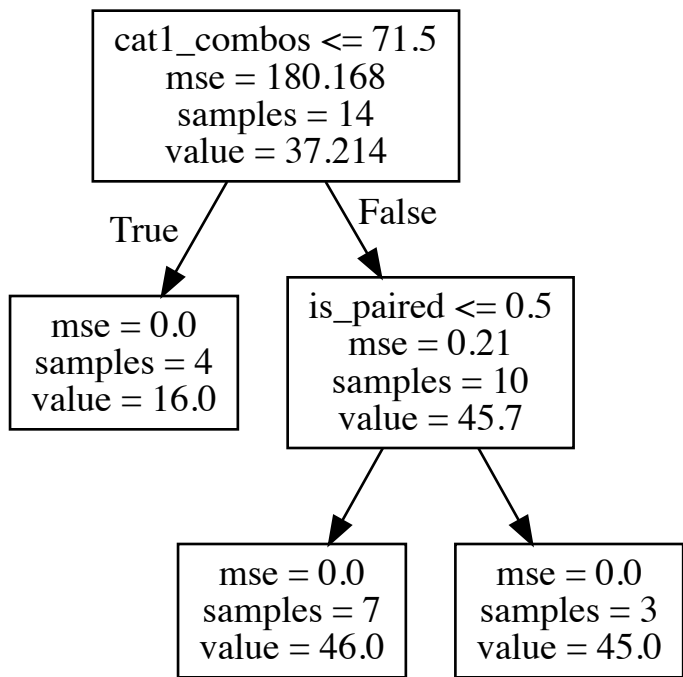 cat1_combos <= 71.5
mse = 180.168
samples = 14
value = 37.214
True
False
mse = 0.0
samples = 4
value = 16.0
is_paired <= 0.5
mse = 0.21
samples = 10
value = 45.7
mse = 0.0
samples = 7
value = 46.0
mse = 0.0
samples = 3
value = 45.0